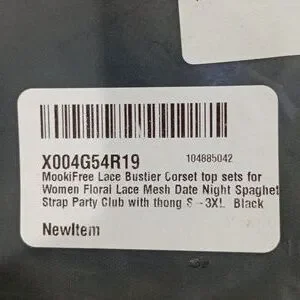 X004G54R19 104885042
MookiFree Lace Bustier Corset top sets for
Women Floral Lace Mesh Date Night Spaghet
Strap Party Club with thong S-3XL Black
NewItem